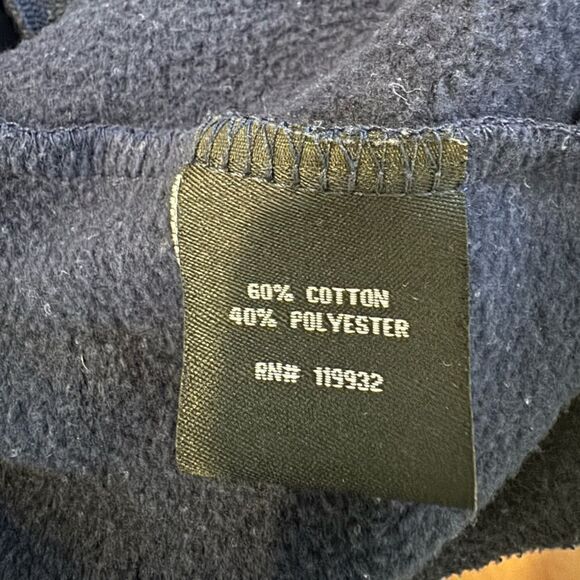 60% COTTON
40% POLYESTER
RN# 119932